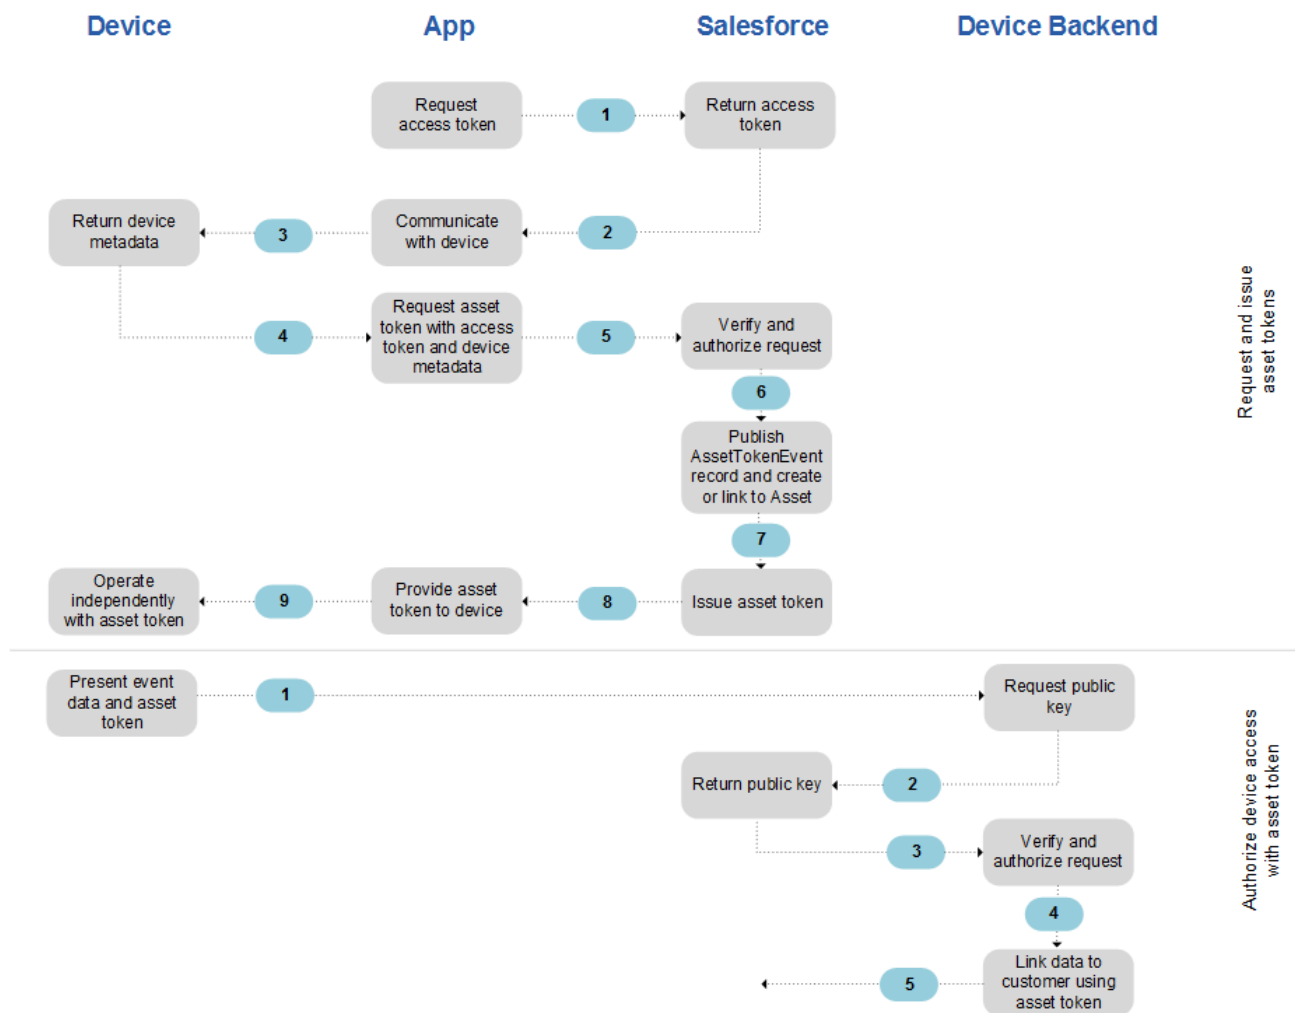 Device
App
Salesforce
Device Backend
Request
access token
1
Return access
token
Return device
metadata
3
Communicate
with device
2
4
Request asset
token with access
token and device
metadata
5
Verify and
authorize request
6
Publish
AssetTokenEvent
record and create
or link to Asset
7
Operate
independently
with asset token
9
Provide asset
token to device
8
Issue asset token
Request and issue
asset tokens
Present event
data and asset
token
1
Request public
key
Return public key
2
3
Verify and
authorize request
4
5
Link data to
customer using
asset token
Authorize device access
with asset token